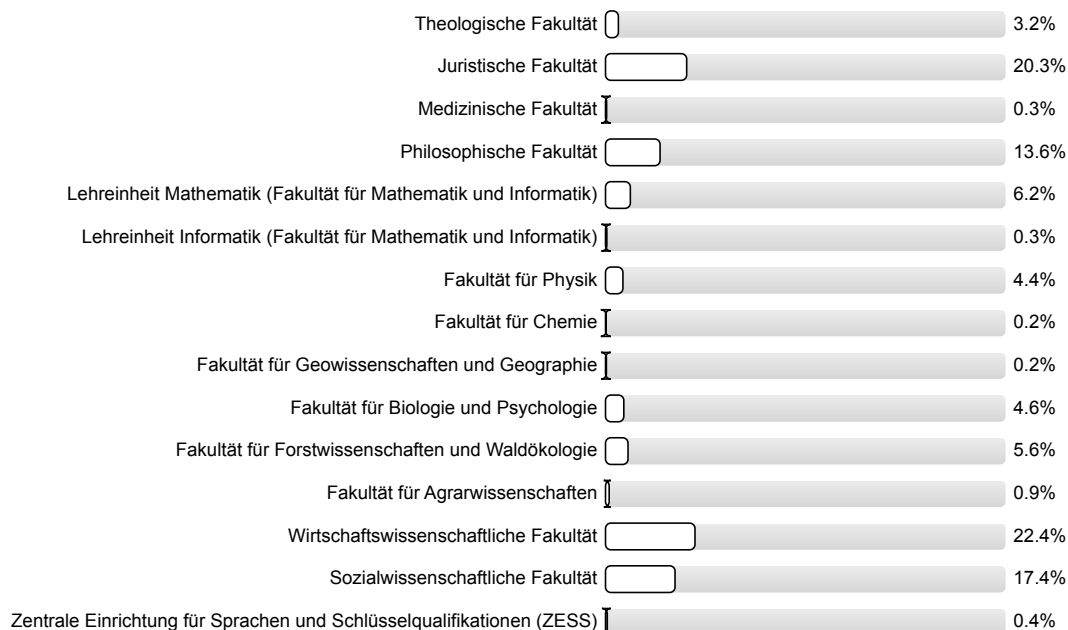 Theologische Fakultät 3.2%
Juristische Fakultät 20.3%
Medizinische Fakultät 0.3%
Philosophische Fakultät 13.6%
Lehreinheit Mathematik (Fakultät für Mathematik und Informatik) 6.2%
Lehreinheit Informatik (Fakultät für Mathematik und Informatik) 0.3%
Fakultät für Physik 4.4%
Fakultät für Chemie 0.2%
Fakultät für Geowissenschaften und Geographie 0.2%
Fakultät für Biologie und Psychologie 4.6%
Fakultät für Forstwissenschaften und Waldökologie 5.6%
Fakultät für Agrarwissenschaften 0.9%
Wirtschaftswissenschaftliche Fakultät 22.4%
Sozialwissenschaftliche Fakultät 17.4%
Zentrale Einrichtung für Sprachen und Schlüsselqualifikationen (ZESS) 0.4%